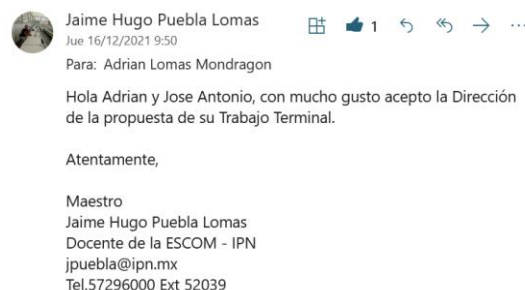 Jaime Hugo Puebla Lomas
1
Jue 16/12/2021 9:50
Para: Adrian Lomas Mondragon
Hola Adrian y Jose Antonio, con mucho gusto acepto la Dirección
de la propuesta de su Trabajo Terminal.
Atentamente,
Maestro
Jaime Hugo Puebla Lomas
Docente de la ESCOM - IPN
jpuebla@ipn.mx
Tel.57296000 Ext 52039